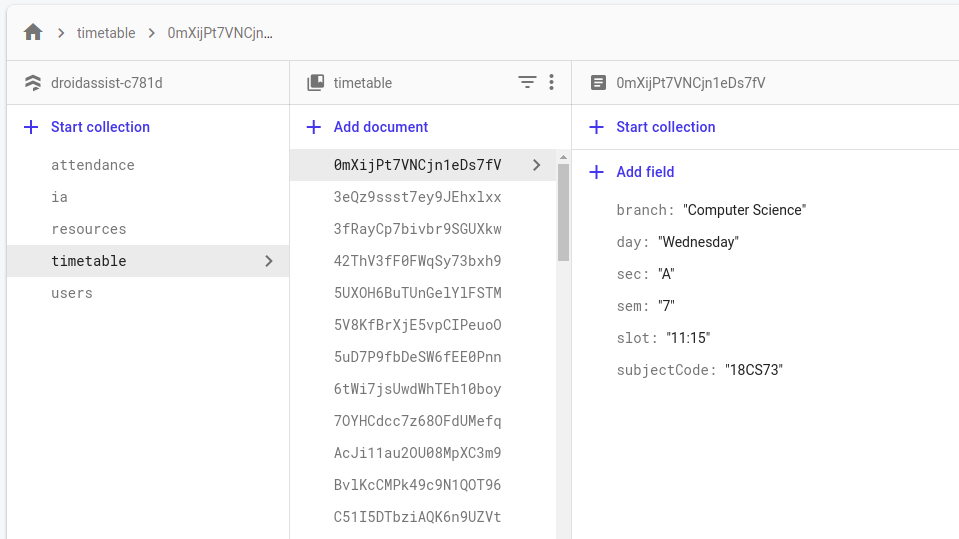 timetable
0mXijPt7VNCjn…
droidassist-c781d
Start collection
attendance
ia
resources
timetable
users
timetable
Add document
0mXijPt7VNCjn1eDs7fV
3eQz9ssst7ey9JEhxlxx
3fRayCp7bivbr9SGUXkw
42ThV3fF0FWqSy73bxh9
5UXOH6BuTUnGelYlFSTM
5V8KfBrXjE5vpCIPeuoO
5uD7P9fbDeSW6fEE0Pnn
6tWi7jsUwdWhTEh10boy
7OYHCdcc7z68OFdUMefq
AcJi11au2OU08MpXC3m9
BvlKcCMPk49c9N1QOT96
C51I5DTbziAQK6n9UZVt
0mXijPt7VNCjn1eDs7fV
Start collection
Add field
branch: "Computer Science"
day: "Wednesday"
sec: "A"
sem: "7"
slot: "11:15"
subjectCode: "18CS73"